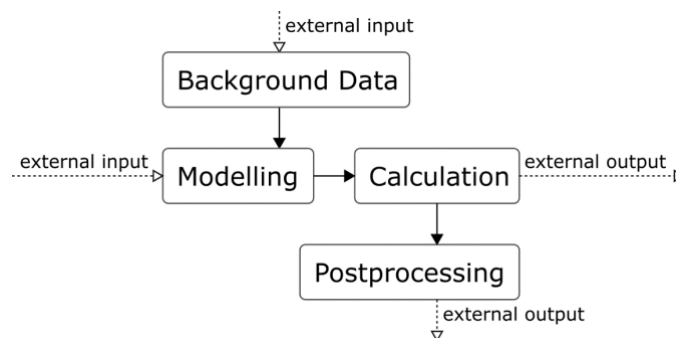 external input
Background Data
external input
Modelling
Calculation
external output
Postprocessing
external output